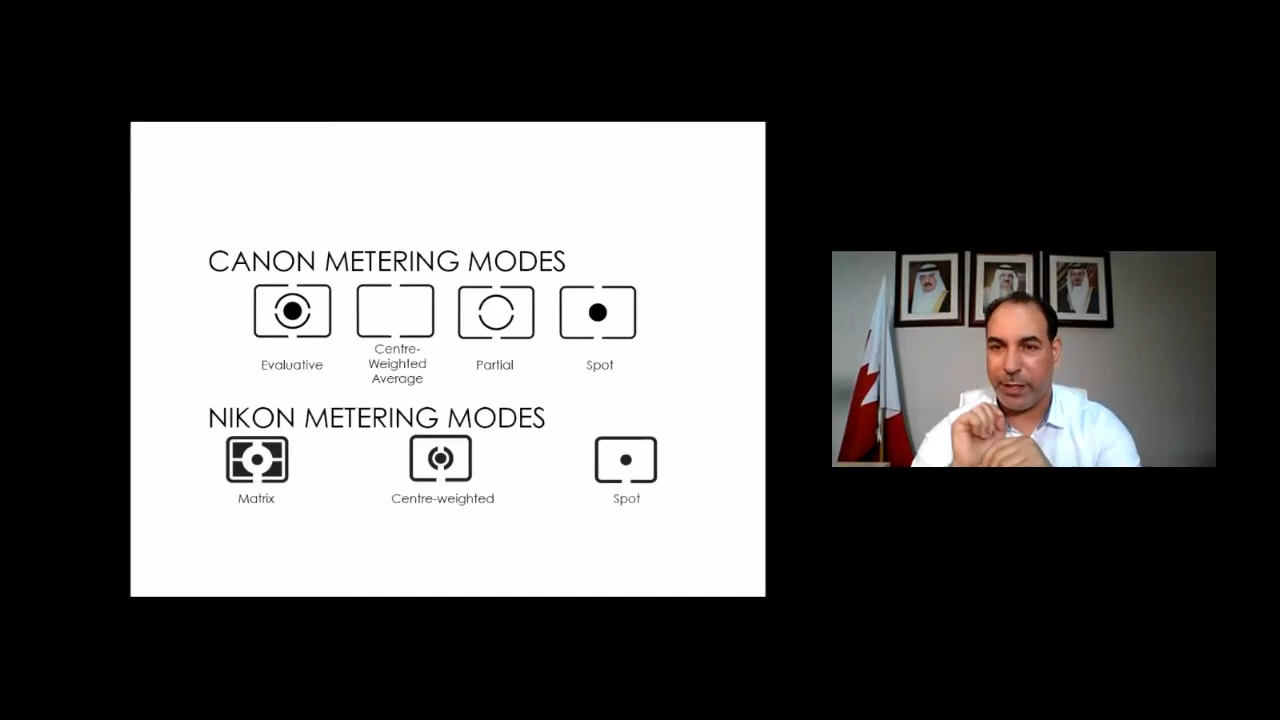 CANON METERING MODES
Evaluative
Centre-
Weighted
Average
Partial
Spot
NIKON METERING MODES
Matrix
Centre-weighted
Spot